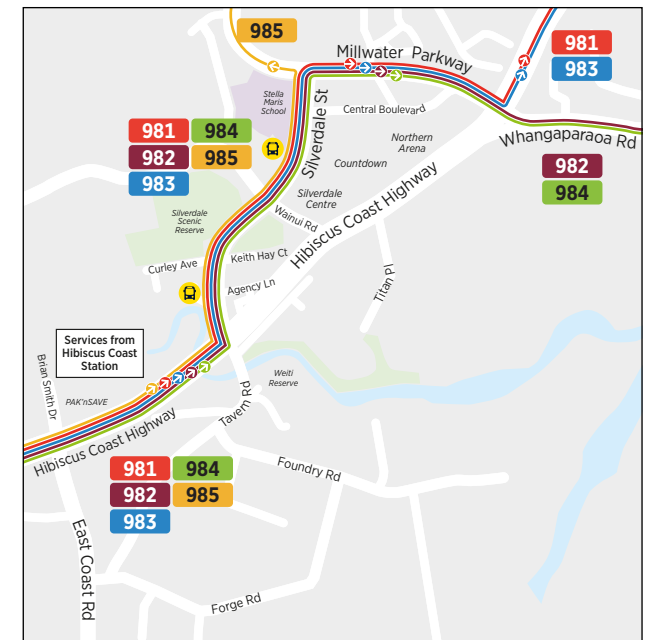 985
Millwater Parkway
981
983
Stella
Maris
School
Silverdale St
Central Boulevard
Northern
Arena
Whangaparaoa Rd
981 984
982 985
983
Countdown
982
984
Silverdale
Centre
Hibiscus Coast Highway
Silverdale
Scenic
Reserve
Wainui Rd
Keith Hay Ct
Curley Ave
Agency Ln
Titan Pl
Services from
Hibiscus Coast
Station
Brian Smith Dr
PAK'nSAVE
Weiti
Reserve
Tavern Rd
Hibiscus Coast Highway
981 984
982 985
983
Foundry Rd
East Coast Rd
Forge Rd